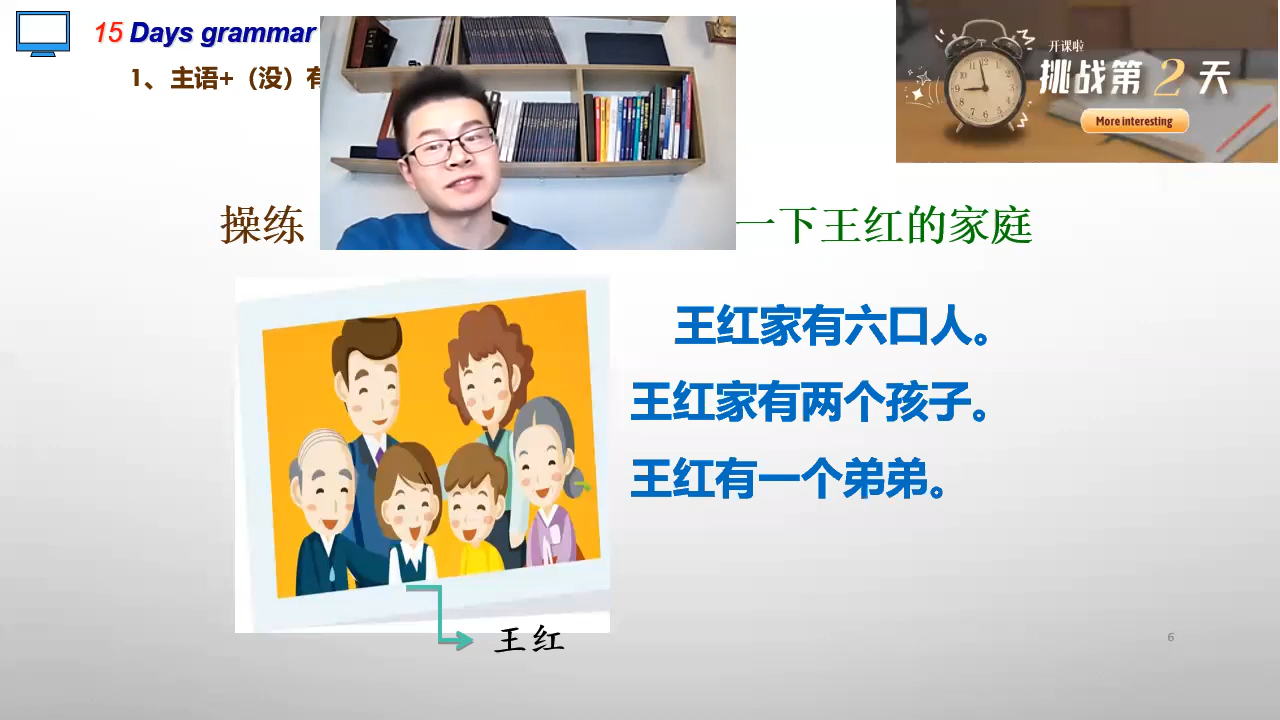 15 Days grammar
1、主语+（没）有
开课啦
挑战第 2 天
More interesting
操练
一下王红的家庭
王红家有六口人。
王红家有两个孩子。
王红有一个弟弟。
王红
6